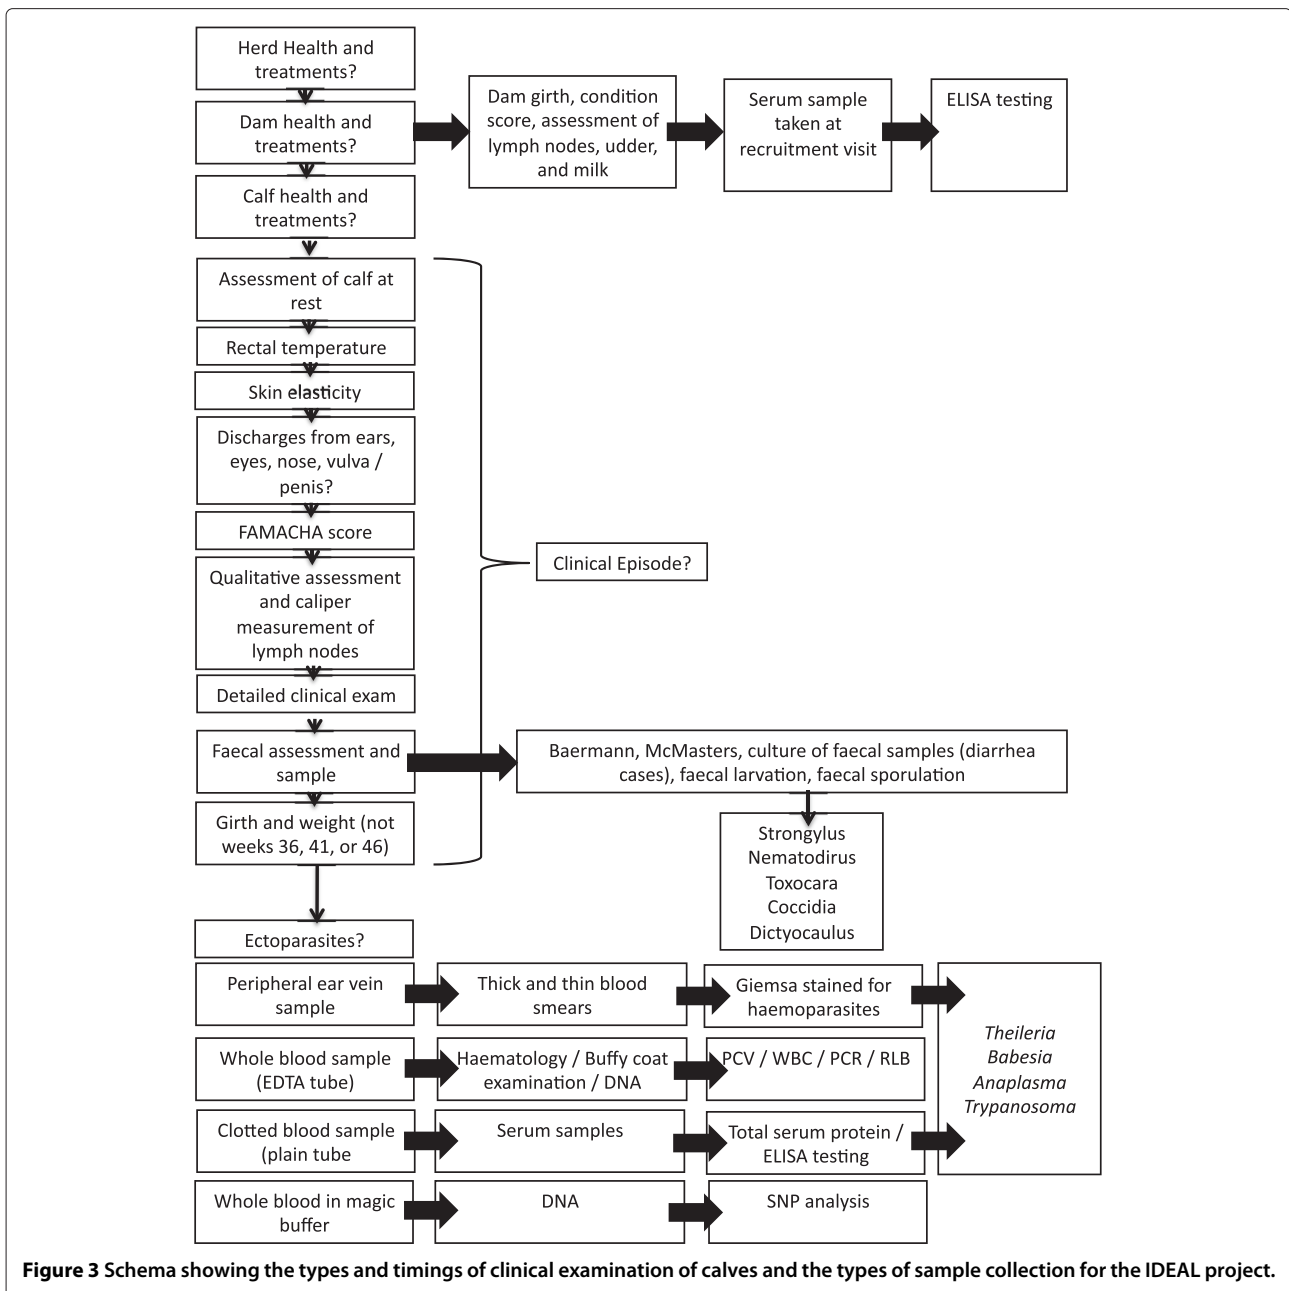 Herd Health and
treatments?
Dam health and
treatments?
Dam girth, condition
score, assessment of
lymph nodes, udder,
and milk
Serum sample
taken at
recruitment visit
ELISA testing
Calf health and
treatments?
Assessment of calf at
rest
Rectal temperature
Skin elasticity
Discharges from ears,
eyes, nose, vulva /
penis?
FAMACHA score
Qualitative assessment
and caliper
measurement of
lymph nodes
Detailed clinical exam
Faecal assessment and
sample
Girth and weight (not
weeks 36, 41, or 46)
Clinical Episode?
Baermann, McMasters, culture of faecal samples (diarrhea
cases), faecal larvation, faecal sporulation
Strongylus
Nematodirus
Toxocara
Coccidia
Dictyocaulus
Ectoparasites?
Peripheral ear vein
sample
Thick and thin blood
smears
Giemsa stained for
haemoparasites
Whole blood sample
(EDTA tube)
Haematology / Buffy coat
examination / DNA
PCV / WBC / PCR / RLB
Clotted blood sample
(plain tube
Serum samples
Total serum protein /
ELISA testing
Theileria
Babesia
Anaplasma
Trypanosoma
Whole blood in magic
buffer
DNA
SNP analysis
Figure 3 Schema showing the types and timings of clinical examination of calves and the types of sample collection for the IDEAL project.